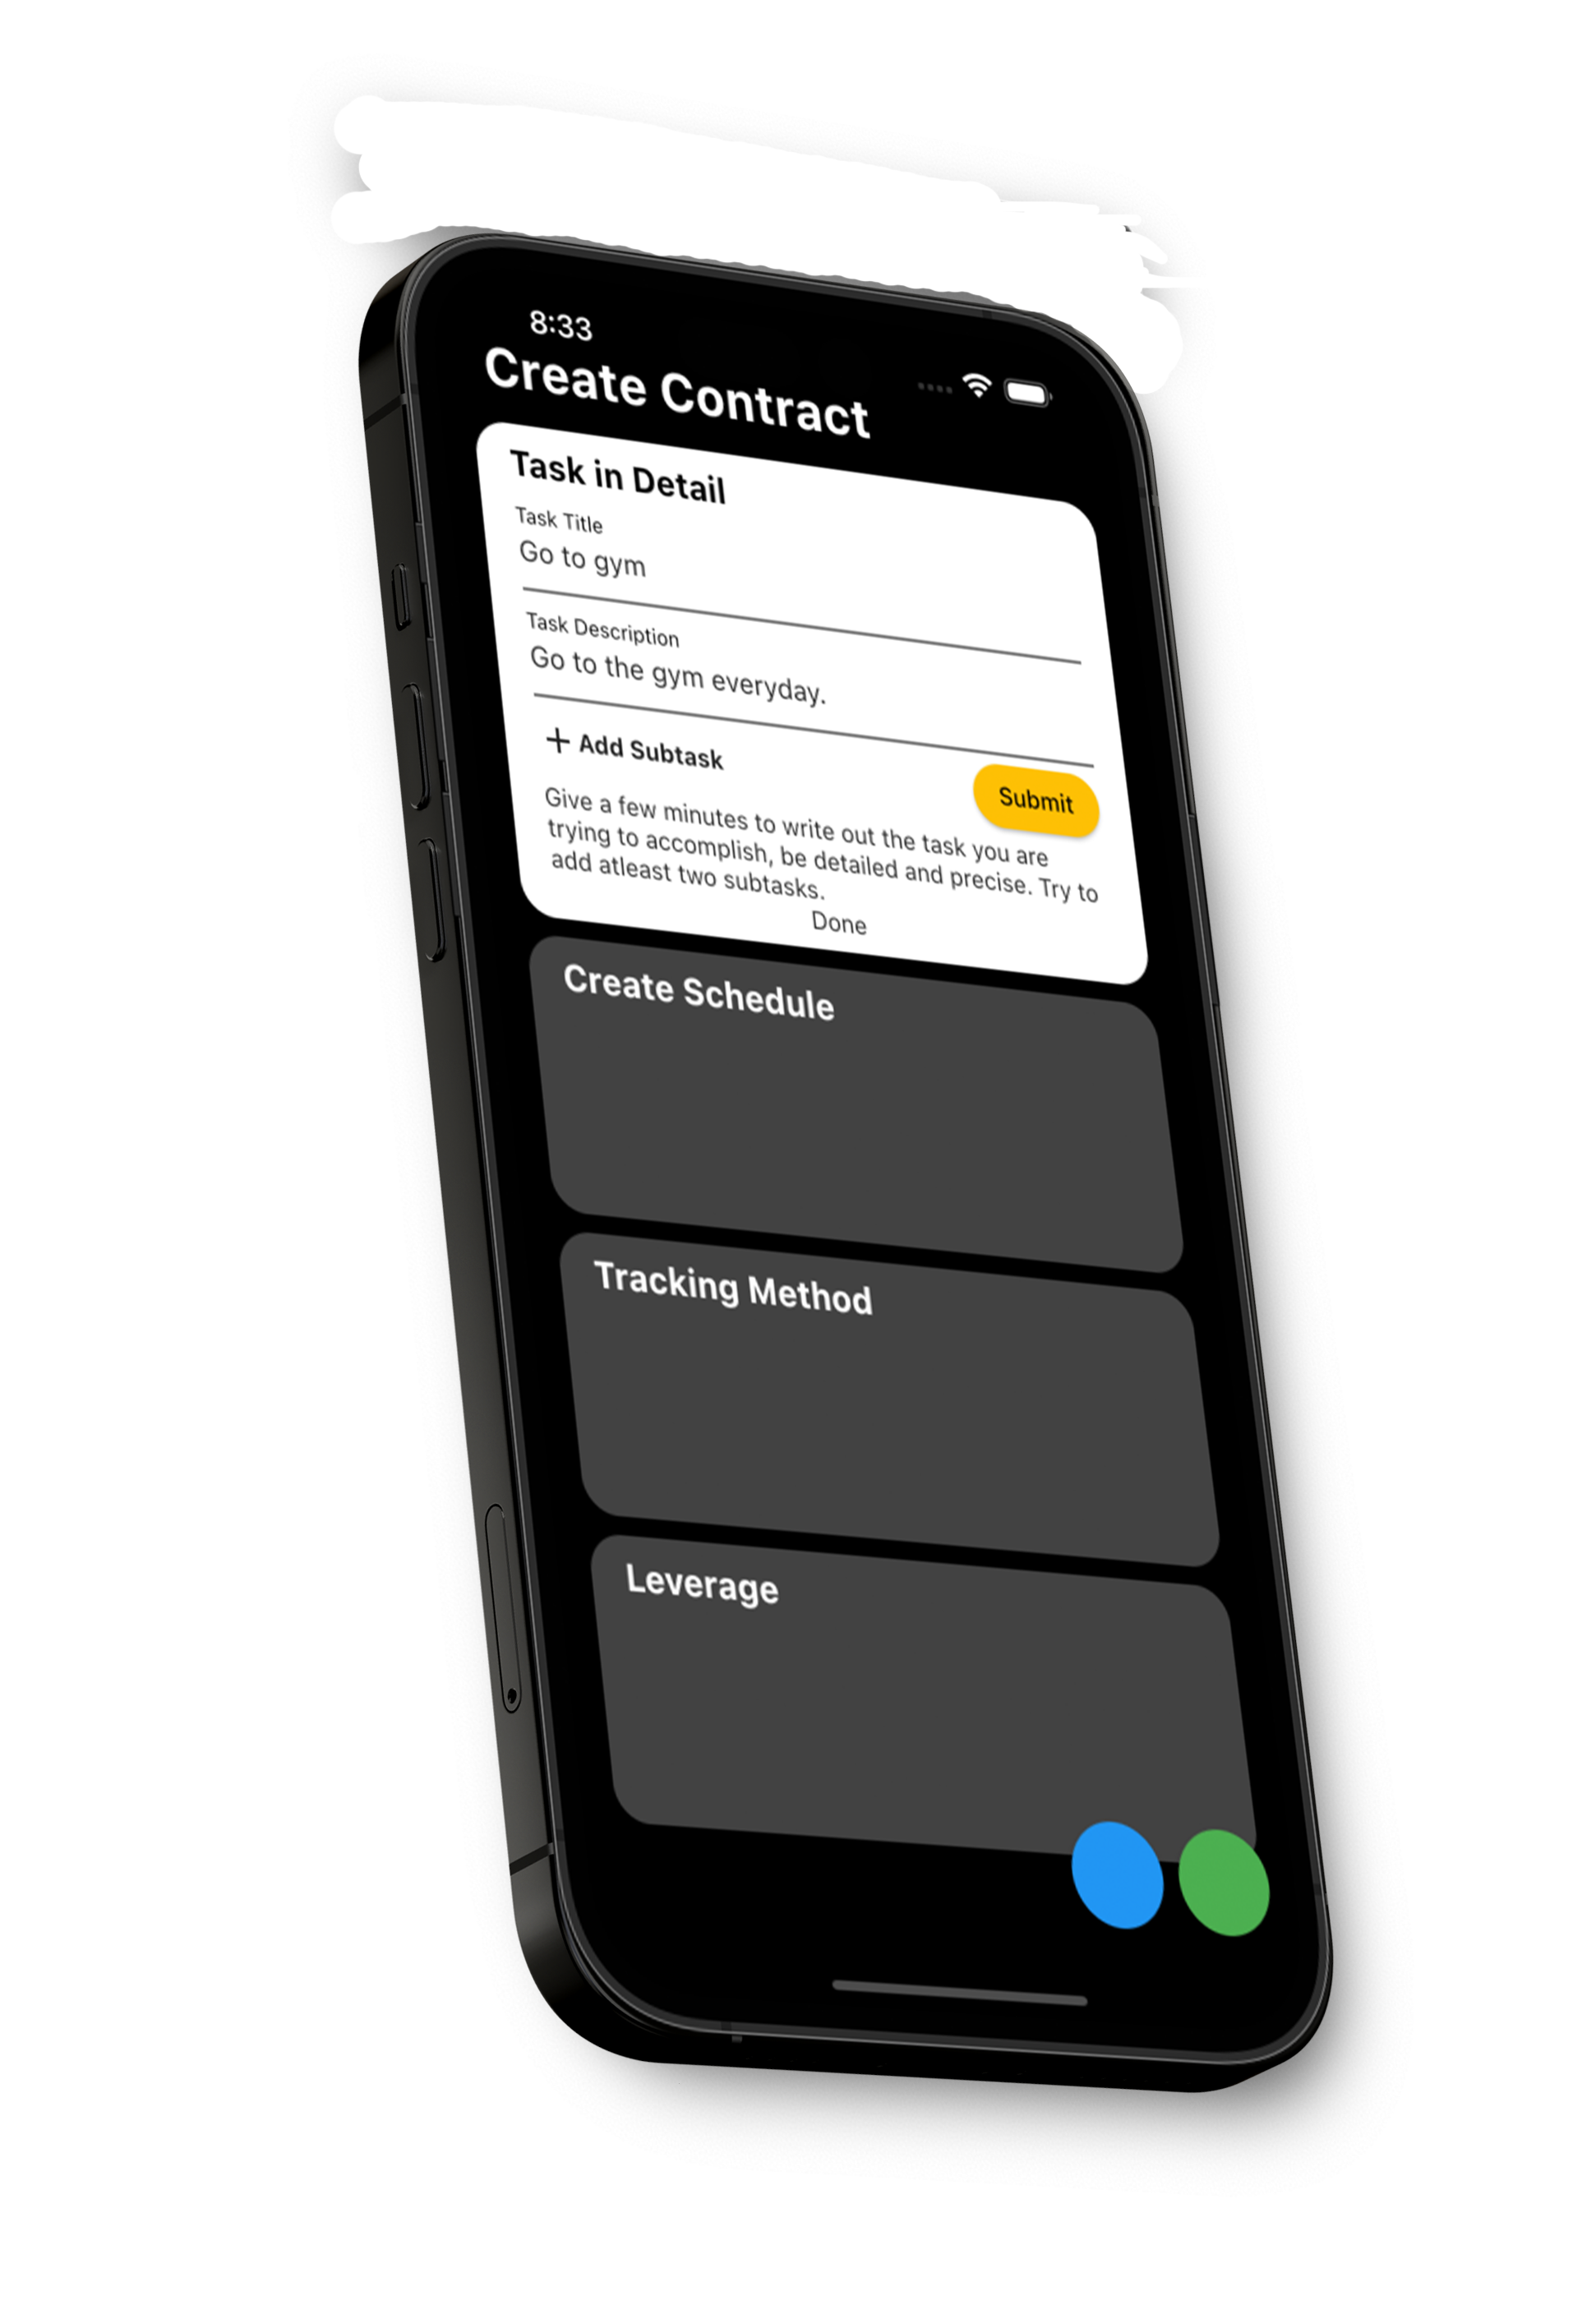 8:33
Create Contract
Task in Detail
Task Title
Go to gym
Task Description
Go to the gym everyday.
+ Add Subtask
Submit
Give a few minutes to write out the task you are
trying to accomplish, be detailed and precise. Try to
add atleast two subtasks.
Done
Create Schedule
Tracking Method
Leverage